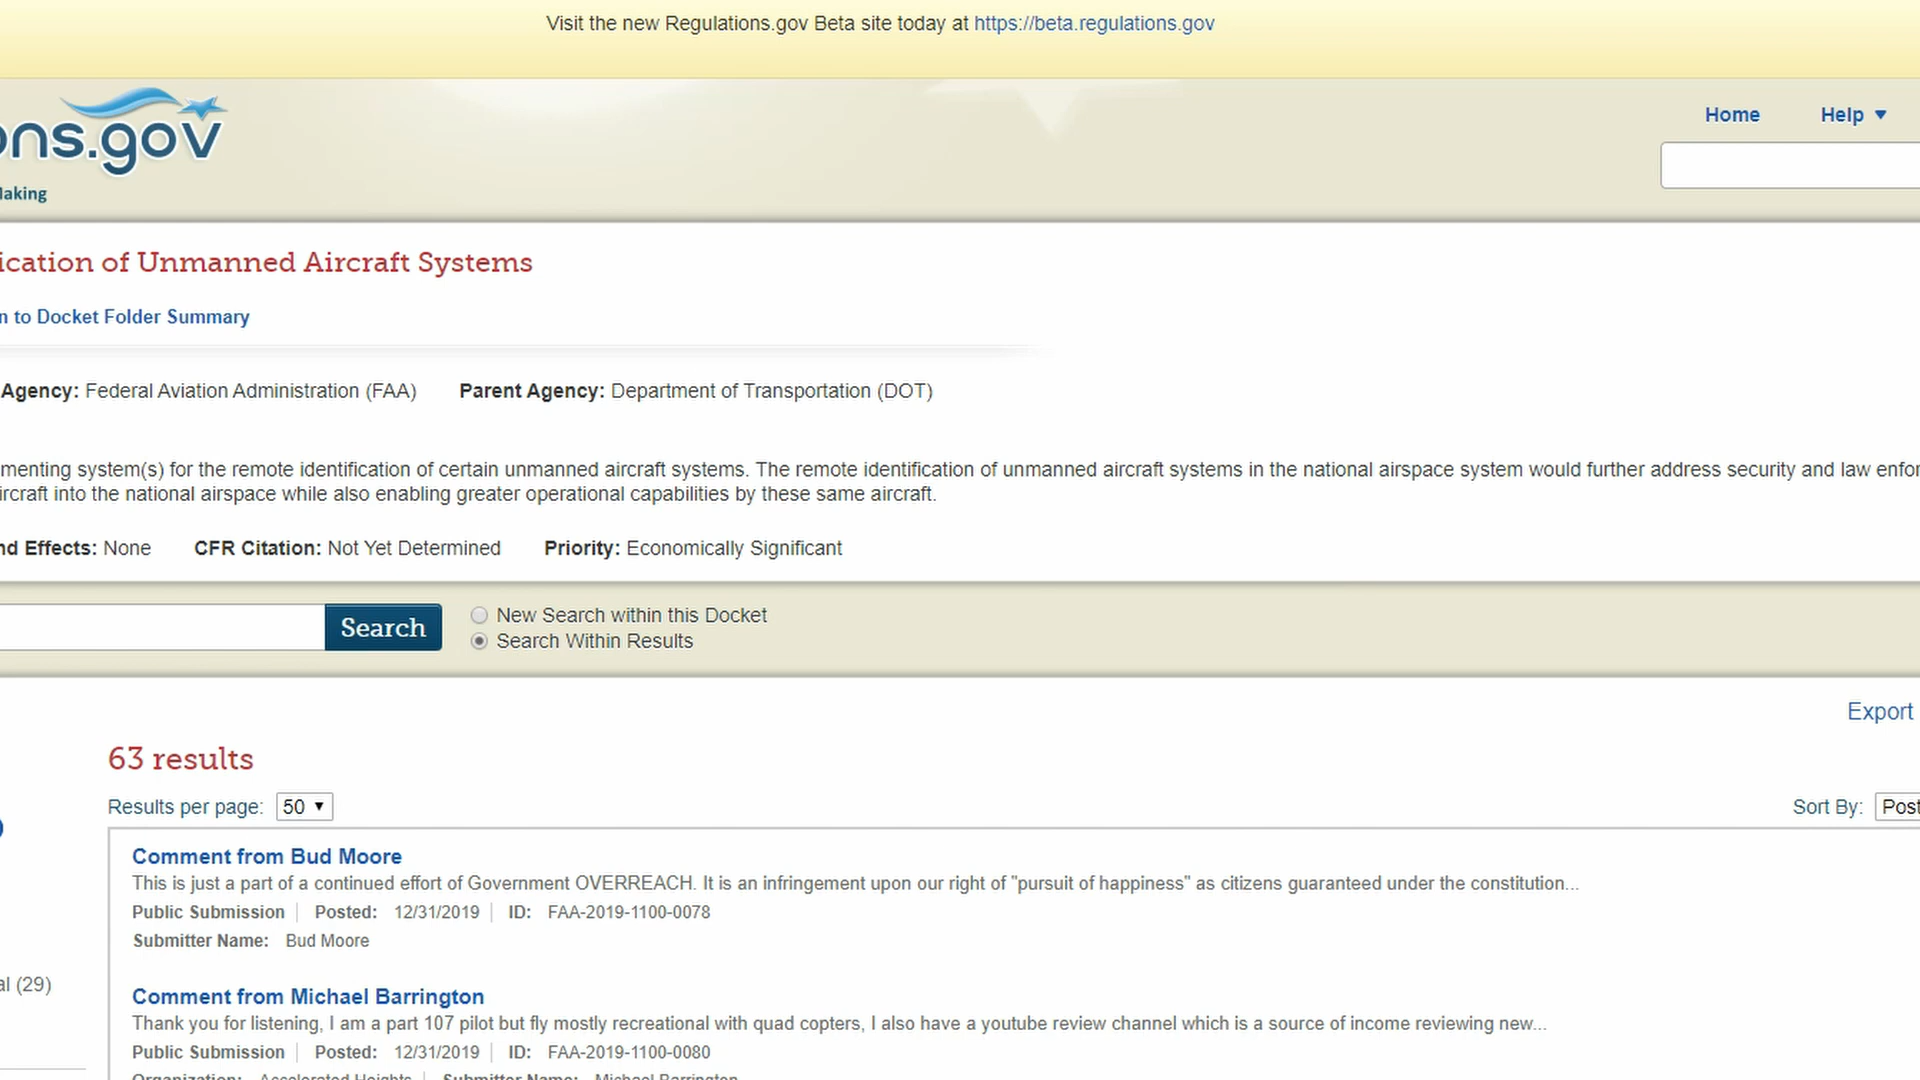 Visit the new Regulations.gov Beta site today at https://beta.regulations.gov
ons.gov
Home Help ▼
Making
ication of Unmanned Aircraft Systems
n to Docket Folder Summary
Agency: Federal Aviation Administration (FAA) Parent Agency: Department of Transportation (DOT)
menting system(s) for the remote identification of certain unmanned aircraft systems. The remote identification of unmanned aircraft systems in the national airspace system would further address security and law enfor
ircraft into the national airspace while also enabling greater operational capabilities by these same aircraft.
nd Effects: None CFR Citation: Not Yet Determined Priority: Economically Significant
Search
New Search within this Docket
Search Within Results
Export
63 results
Results per page: 50 ▼
Sort By: Post
Comment from Bud Moore
This is just a part of a continued effort of Government OVERREACH. It is an infringement upon our right of "pursuit of happiness" as citizens guaranteed under the constitution...
Public Submission Posted: 12/31/2019 ID: FAA-2019-1100-0078
Submitter Name: Bud Moore
al (29)
Comment from Michael Barrington
Thank you for listening, I am a part 107 pilot but fly mostly recreational with quad copters, I also have a youtube review channel which is a source of income reviewing new...
Public Submission Posted: 12/31/2019 ID: FAA-2019-1100-0080
Organization: Accelerated Heights Submitter Name: Michael Barrington